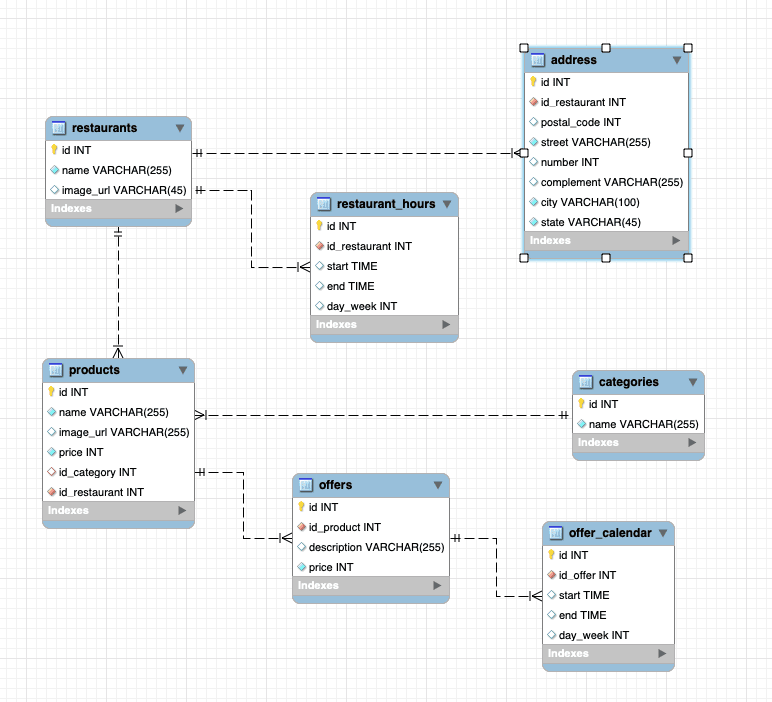 restaurants
id INT
name VARCHAR(255)
image_url VARCHAR(45)
Indexes
address
id INT
id_restaurant INT
postal_code INT
street VARCHAR(255)
number INT
complement VARCHAR(255)
city VARCHAR(100)
state VARCHAR(45)
Indexes
restaurant_hours
id INT
id_restaurant INT
start TIME
end TIME
day_week INT
Indexes
products
id INT
name VARCHAR(255)
image_url VARCHAR(255)
price INT
id_category INT
id_restaurant INT
Indexes
categories
id INT
name VARCHAR(255)
Indexes
offers
id INT
id_product INT
description VARCHAR(255)
price INT
Indexes
offer_calendar
id INT
id_offer INT
start TIME
end TIME
day_week INT
Indexes